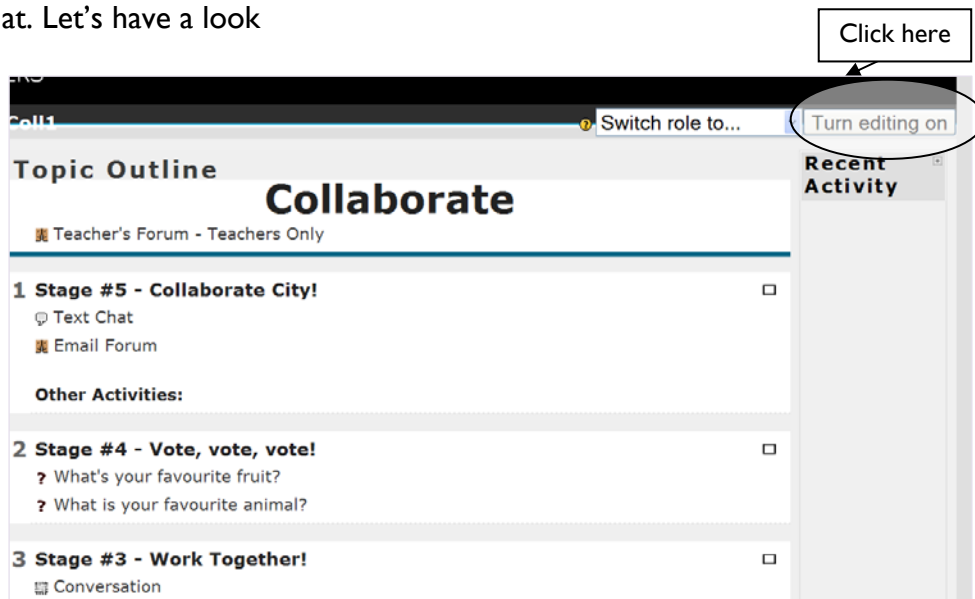 at. Let's have a look
Click here
Coll1
Switch role to...
Turn editing on
Topic Outline
Recent
Activity
Collaborate
Teacher's Forum - Teachers Only
1 Stage #5 - Collaborate City!
Text Chat
Email Forum
Other Activities:
2 Stage #4 - Vote, vote, vote!
? What's your favourite fruit?
? What is your favourite animal?
3 Stage #3 - Work Together!
Conversation